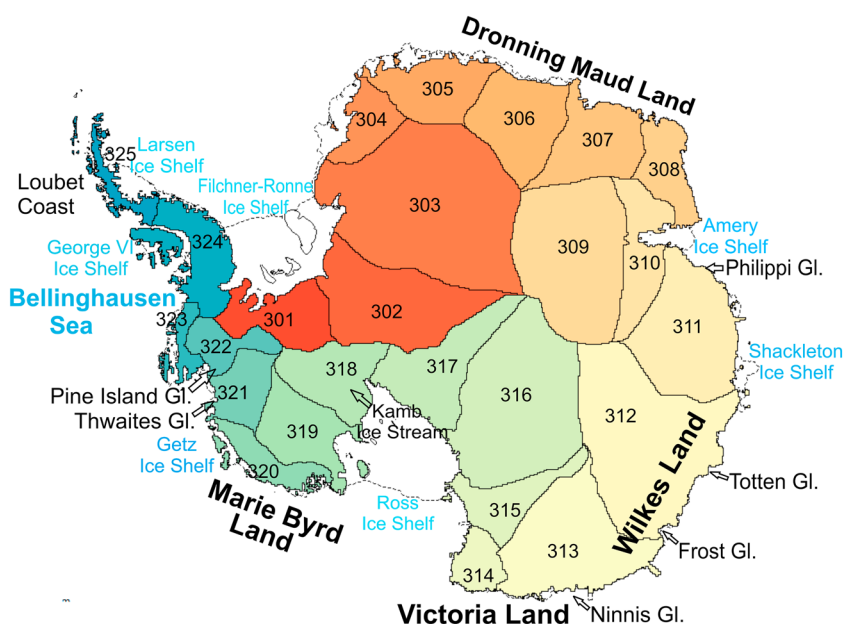 Dronning Maud Land
305
304
306
307
325
Larsen
Ice Shelf
308
Loubet
Coast
Filchner-Ronne
Ice Shelf
303
324
George VI
Ice Shelf
309
310
Amery
Ice Shelf
Philippi Gl.
Bellinghausen
Sea
323
301
302
311
322
Shackleton
Ice Shelf
Pine Island Gl.
321
318
317
316
312
Thwaites Gl.
Kamb
Ice Stream
Getz
Ice Shelf
319
320
Wilkes Land
Totten Gl.
Marie Byrd
Land
Ross
Ice Shelf
315
313
Frost Gl.
314
Victoria Land
Ninnis Gl.